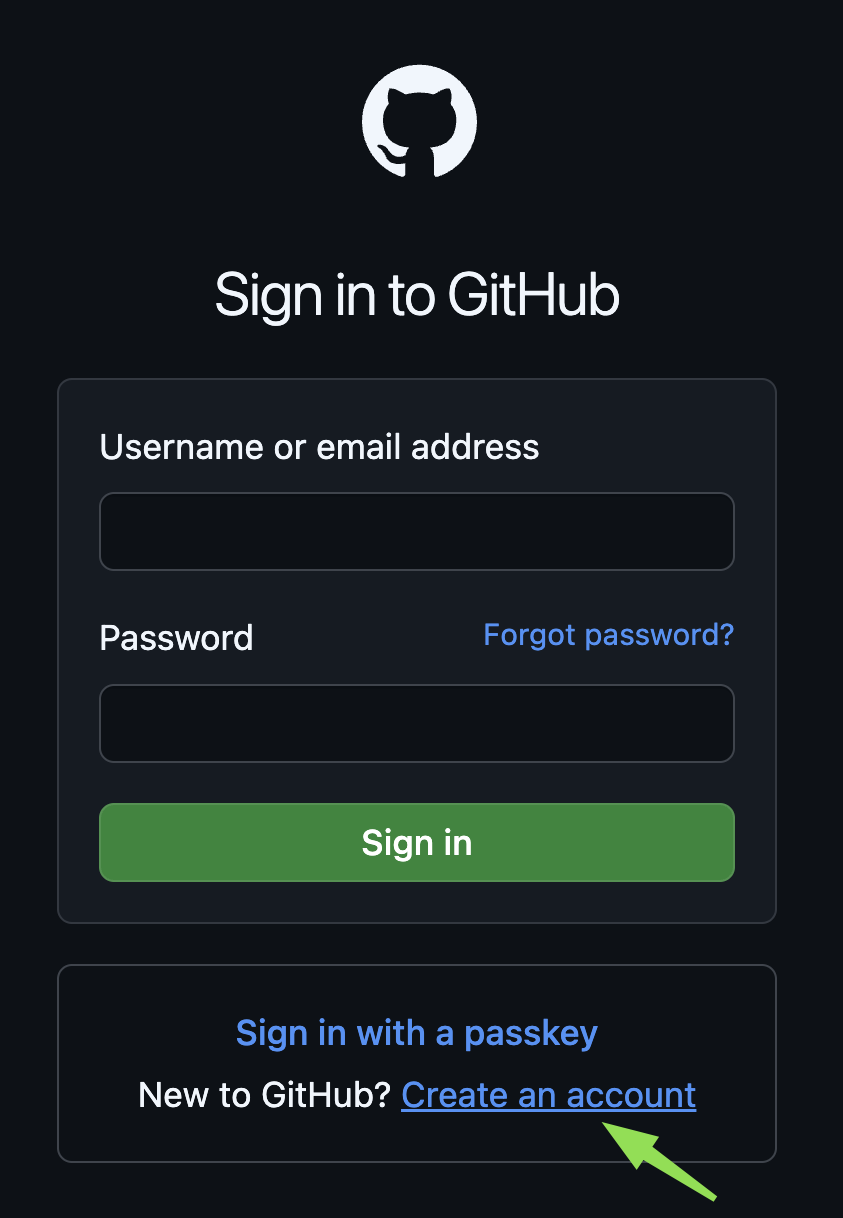 Sign in to GitHub
Username or email address
Password
Forgot password?
Sign in
Sign in with a passkey
New to GitHub? Create an account